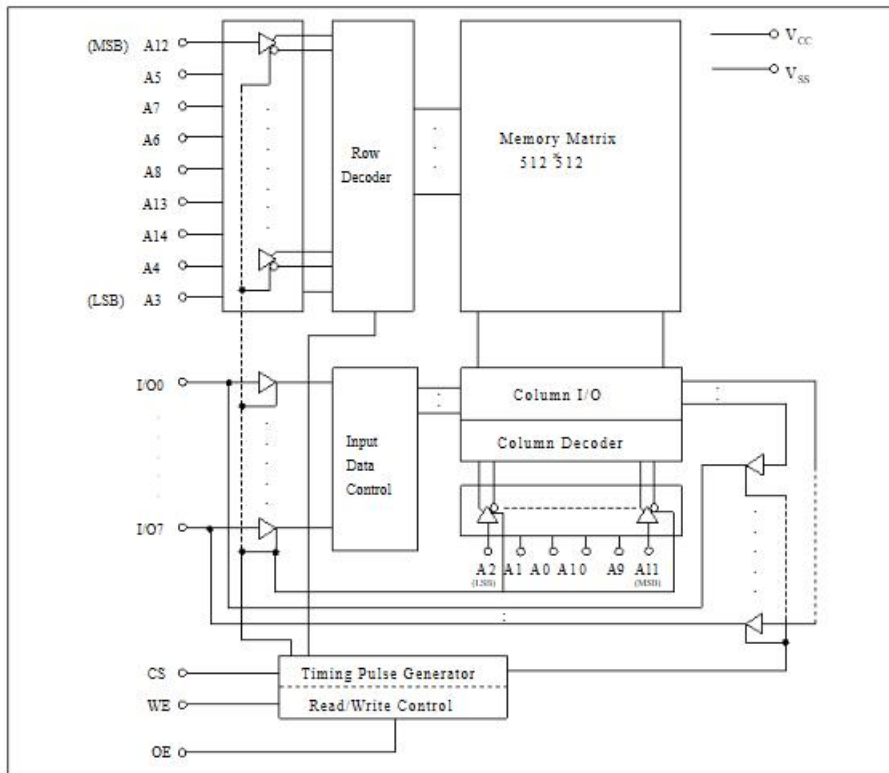 (MSB) A12
A5
A7
A6
A8
A13
A14
A4
(LSB) A3
Row
Decoder
Memory Matrix
512 × 512
V_CC
V_SS
I/O0
I/O7
Input
Data
Control
Column I/O
Column Decoder
A2 A1 A0 A10 A9 A11
(LSB) (MSB)
CS
WE
OE
Timing Pulse Generator
Read/Write Control